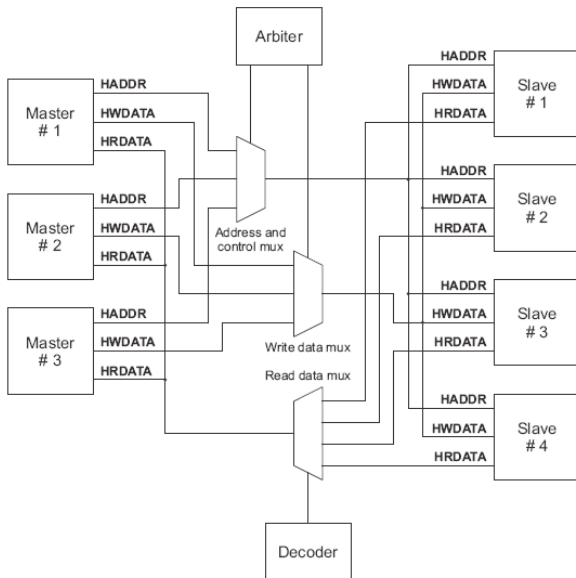 Arbiter
Master
# 1
HADDR
HWDATA
HRDATA
Master
# 2
HADDR
HWDATA
HRDATA
Master
# 3
HADDR
HWDATA
HRDATA
Address and
control mux
Write data mux
Read data mux
HADDR
HWDATA
HRDATA
Slave
# 1
HADDR
HWDATA
HRDATA
Slave
# 2
HADDR
HWDATA
HRDATA
Slave
# 3
HADDR
HWDATA
HRDATA
Slave
# 4
Decoder